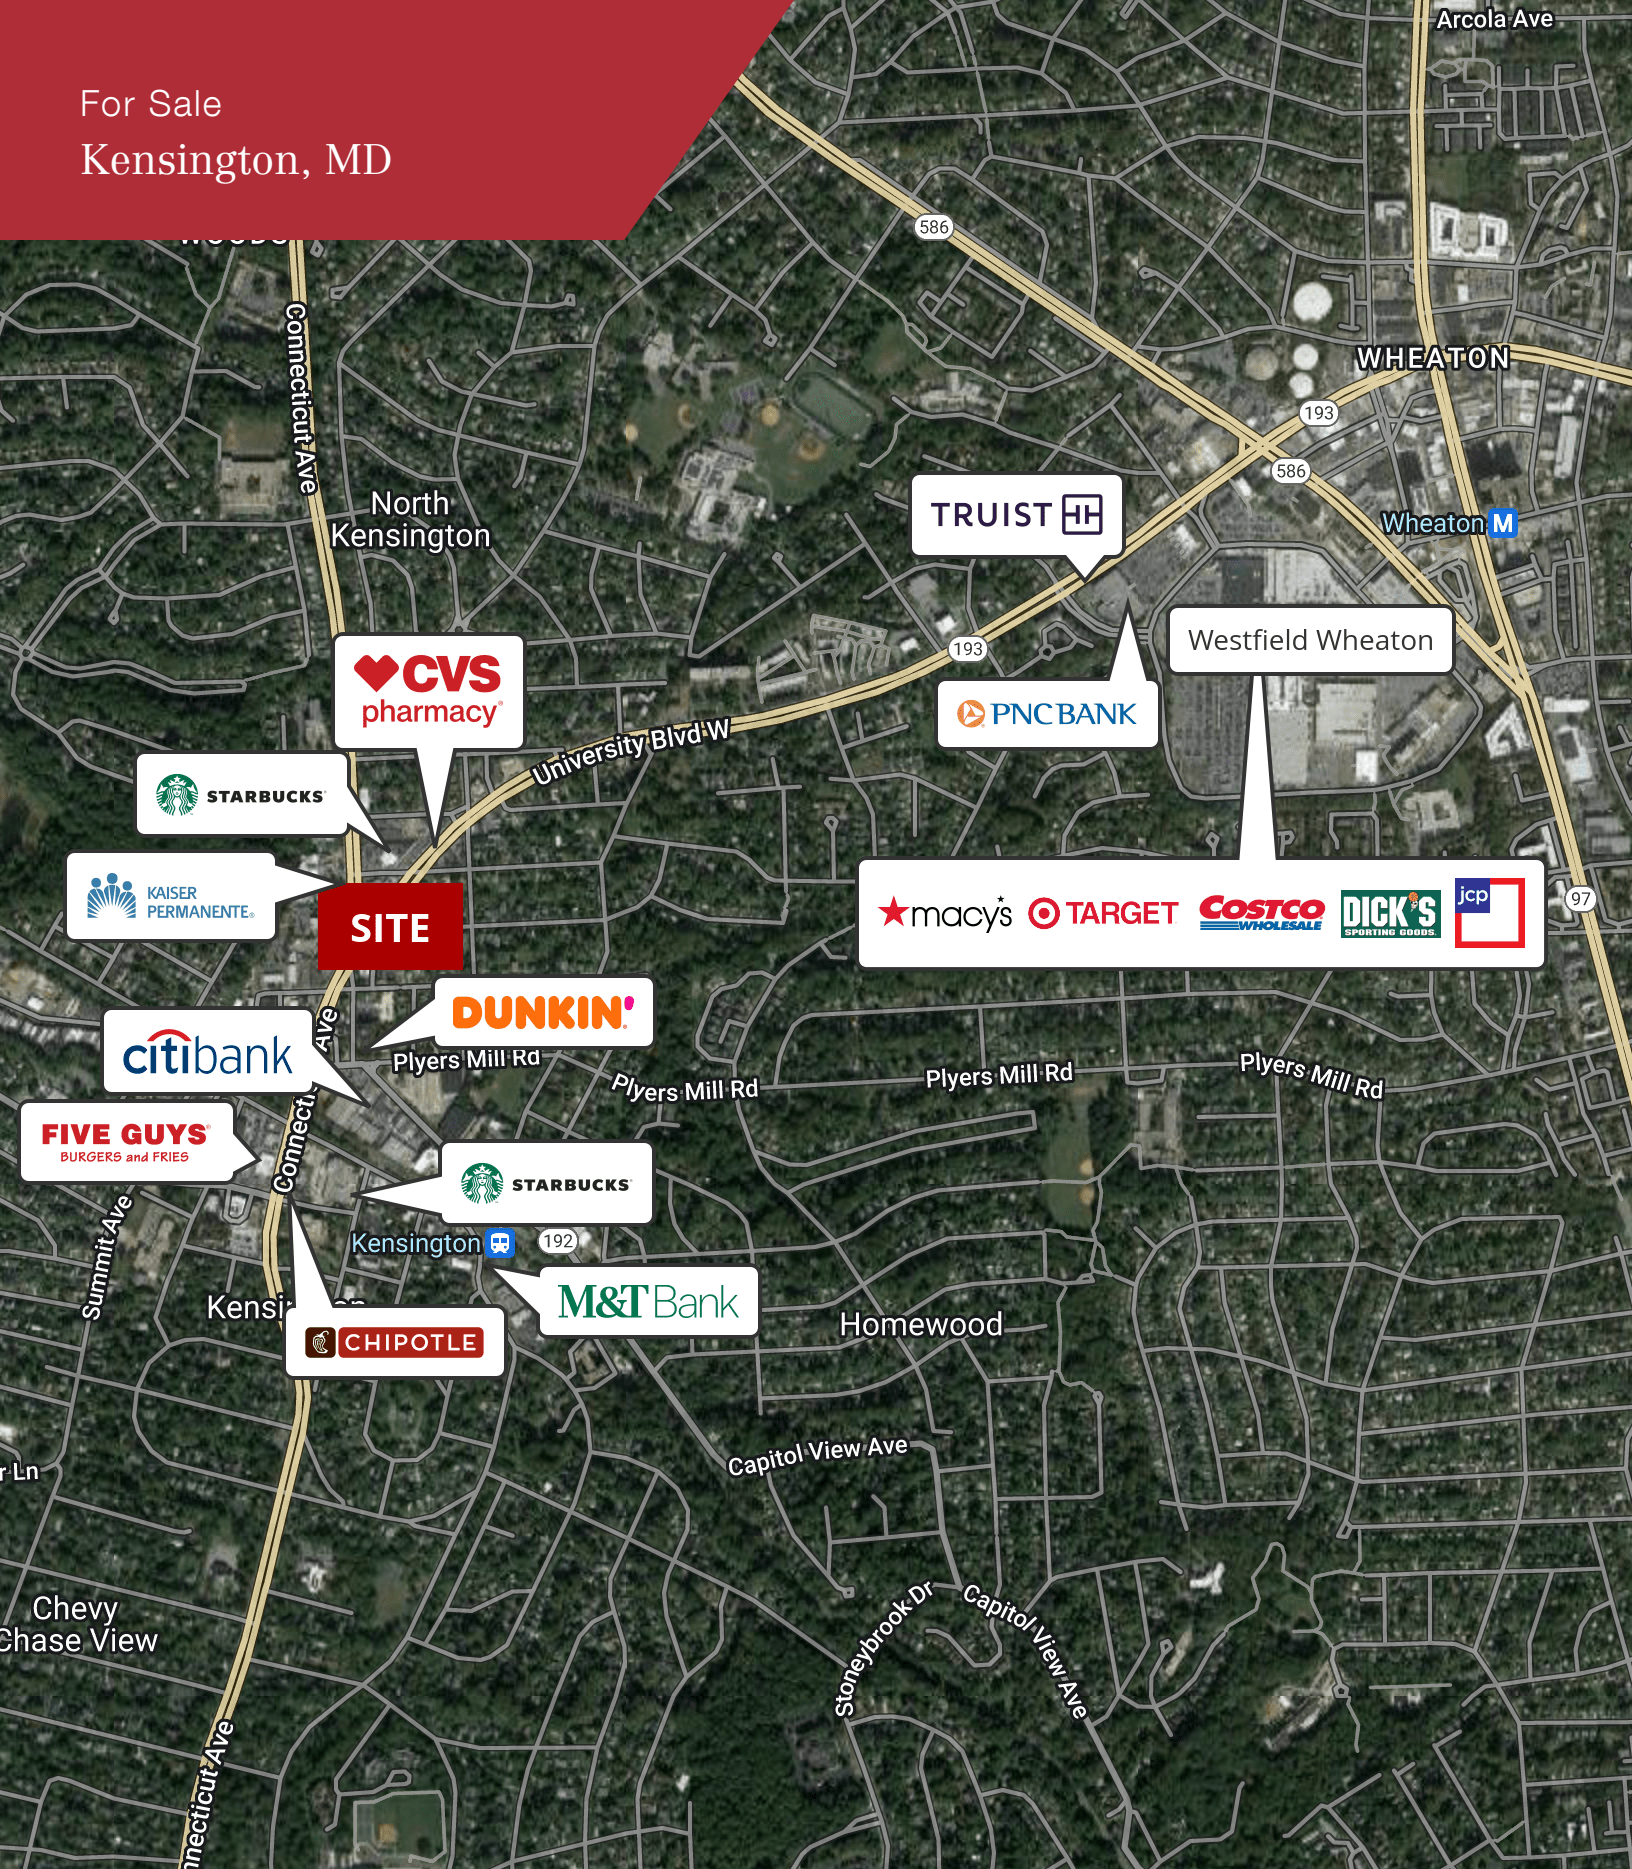 For Sale
Kensington, MD
Arcola Ave
586
Connecticut Ave
WHEATON
193
586
North
Kensington
TRUIST
Wheaton M
Westfield Wheaton
193
CVS
pharmacy
PNC BANK
University Blvd W
STARBUCKS
KAISER
PERMANENTE
SITE
macy's
TARGET
COSTCO
WHOLESALE
DICK'S
SPORTING GOODS
jcp
97
DUNKIN'
Ave
citibank
Plyers Mill Rd
Plyers Mill Rd
Plyers Mill Rd
Plyers Mill Rd
FIVE GUYS
BURGERS and FRIES
STARBUCKS
Summit Ave
Kensington
192
M&T Bank
Homewood
CHIPOTLE
Capitol View Ave
r Ln
Chevy
Chase View
Stoneybrook Dr
Capitol View Ave
necticut Ave